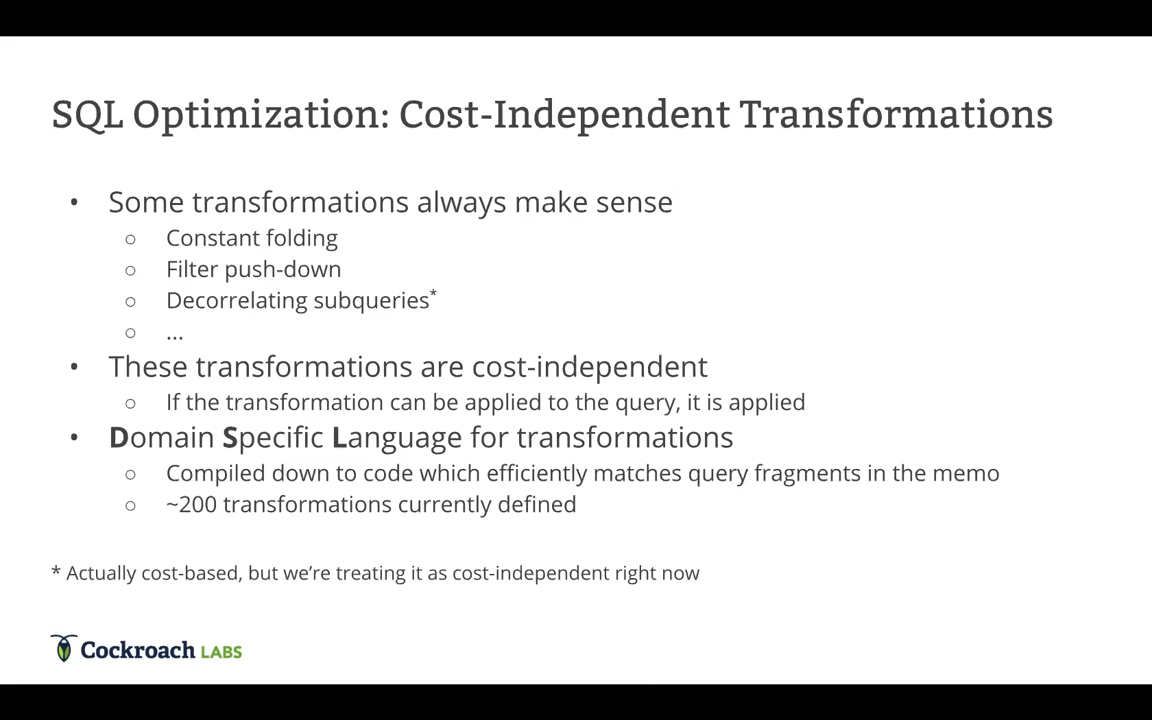 SQL Optimization: Cost-Independent Transformations
• Some transformations always make sense
○ Constant folding
○ Filter push-down
○ Decorrelating subqueries*
○ ...
• These transformations are cost-independent
○ If the transformation can be applied to the query, it is applied
• Domain Specific Language for transformations
○ Compiled down to code which efficiently matches query fragments in the memo
○ ~200 transformations currently defined
* Actually cost-based, but we’re treating it as cost-independent right now
Cockroach LABS